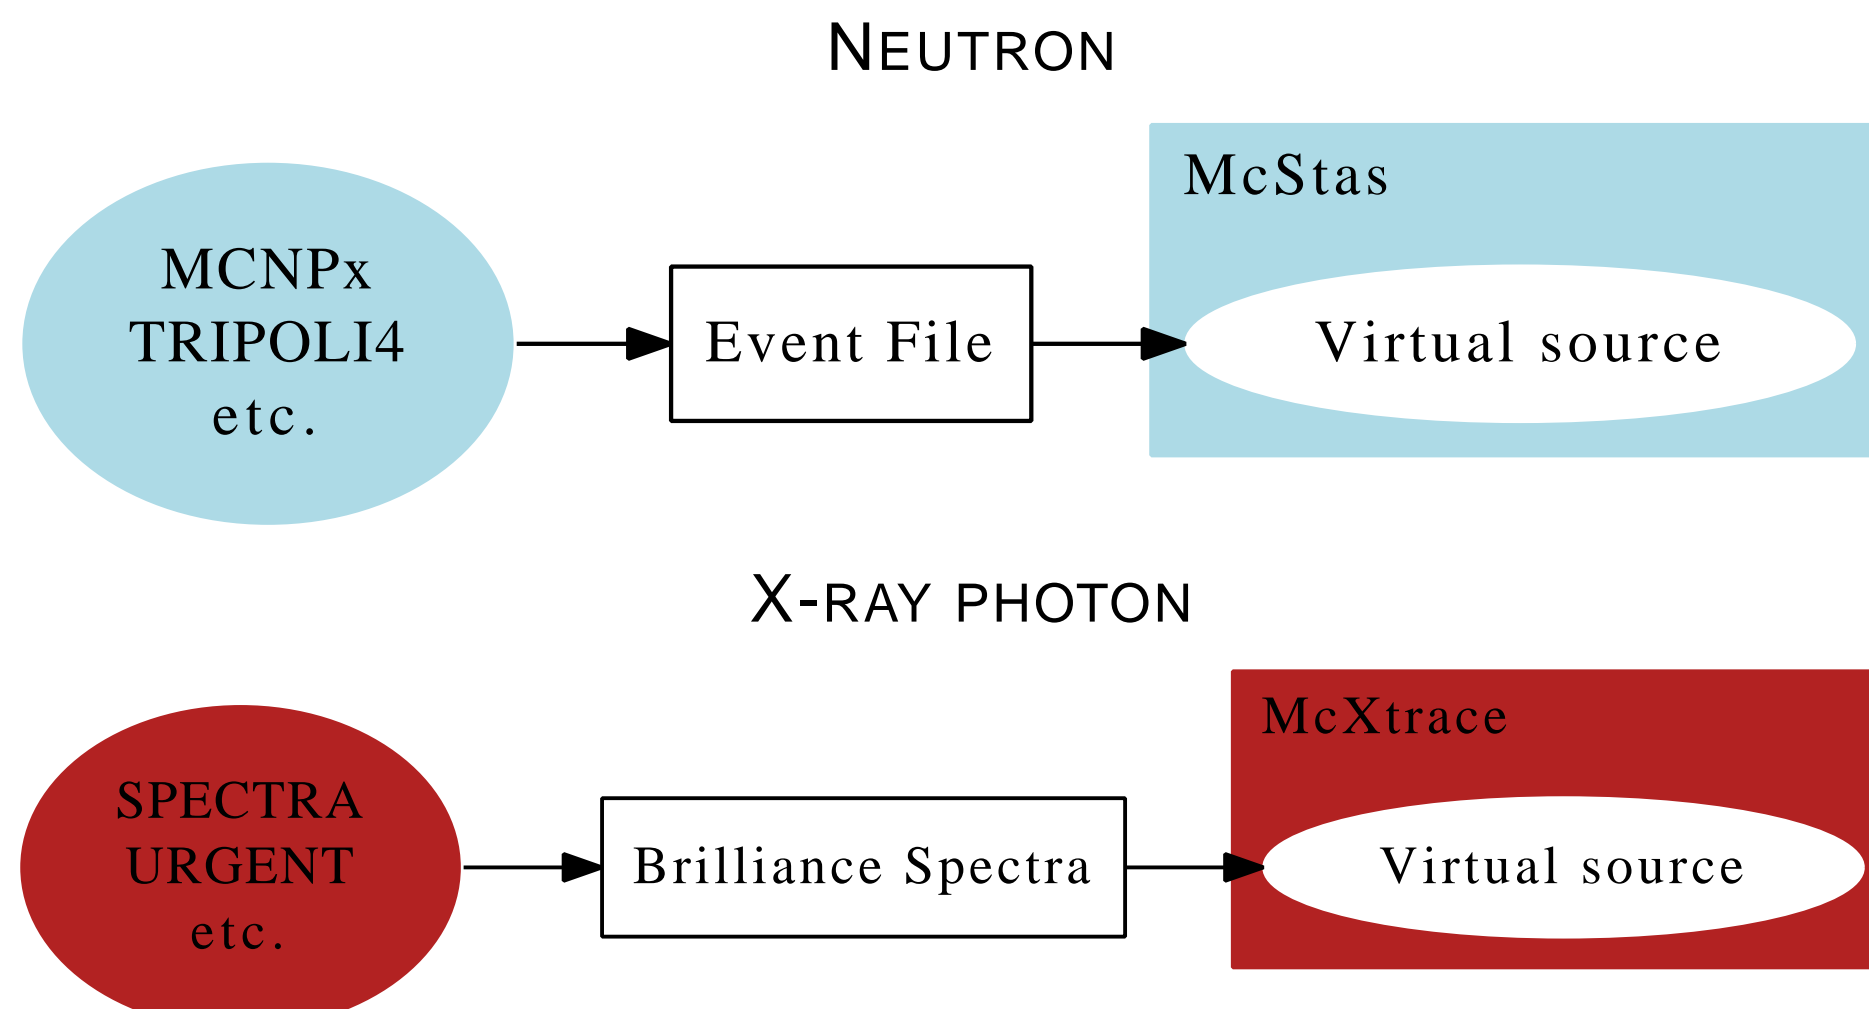 NEUTRON
MCNPx
TRIPOLI4
etc.
Event File
McStas
Virtual source
X-RAY PHOTON
SPECTRA
URGENT
etc.
Brilliance Spectra
McXtrace
Virtual source